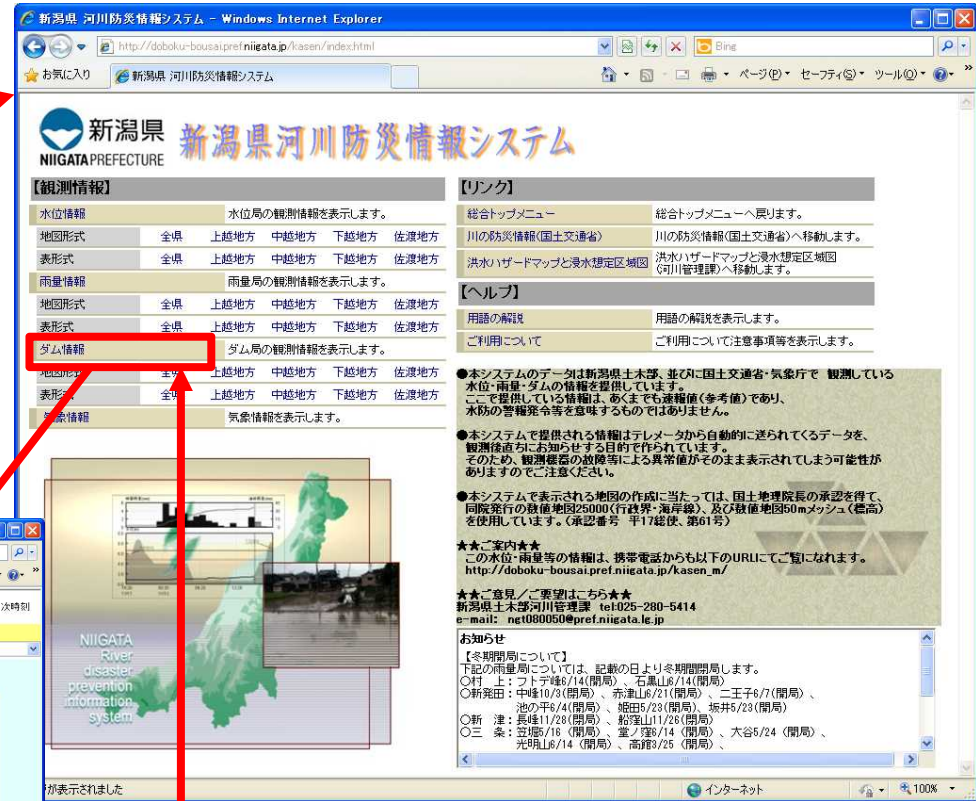 新潟県 河川防災情報システム - Windows Internet Explorer
http://doboku-bousai.pref.niigata.jp/kasen/index.html
Bing
お気に入り
新潟県 河川防災情報システム
ページ(P)
セーフティ(S)
ツール(O)
新潟県
NIIGATA PREFECTURE
新潟県河川防災情報システム
【観測情報】
水位情報 水位局の観測情報を表示します。
地図形式 全県 上越地方 中越地方 下越地方 佐渡地方
表形式 全県 上越地方 中越地方 下越地方 佐渡地方
雨量情報 雨量局の観測情報を表示します。
地図形式 全県 上越地方 中越地方 下越地方 佐渡地方
表形式 全県 上越地方 中越地方 下越地方 佐渡地方
ダム情報 ダム局の観測情報を表示します。
地図形式 全県 上越地方 中越地方 下越地方 佐渡地方
表形式 全県 上越地方 中越地方 下越地方 佐渡地方
気象情報 気象情報を表示します。
【リンク】
総合トップメニュー 総合トップメニューへ戻ります。
川の防災情報(国土交通省) 川の防災情報(国土交通省)へ移動します。
洪水ハザードマップと浸水想定区域図 洪水ハザードマップと浸水想定区域図
(河川管理課)へ移動します。
【ヘルプ】
用語の解説 用語の解説を表示します。
ご利用について ご利用について注意事項等を表示します。
●本システムのデータは新潟県土木部、並びに国土交通省・気象庁で 観測している
水位・雨量・ダムの情報を提供しています。
ここで提供している情報は、あくまでも速報値(参考値)であり、
水防の警報発令等を意味するものではありません。
●本システムで提供される情報はテレメータから自動的に送られてくるデータを、
観測後直ちにお知らせする目的で作られています。
そのため、観測機器の故障等による異常値がそのまま表示されてしまう可能性が
ありますのでご注意ください。
●本システムで表示される地図の作成に当たっては、国土地理院長の承認を得て、
同院発行の数値地図25000(行政界・海岸線)、及び数値地図50mメッシュ(標高)
を使用しています。(承認番号 平17総使、第61号)
★★ご案内★★
この水位・雨量等の情報は、携帯電話からも以下のURLにてご覧になれます。
http://doboku-bousai.pref.niigata.jp/kasen_m/
★★ご意見/ご要望はこちら★★
新潟県土木部河川管理課 tel:025-280-5414
e-mail: ngt080050@pref.niigata.lg.jp
お知らせ
【冬期閉局について】
下記の雨量局については、記載の日より冬期間閉局します。
○村 上:フトデ峰6/14(開局)、石黒山6/14(開局)
○新発田:中峰10/3(閉局)、赤津山6/21(開局)、二王子6/7(開局)、
池の平6/4(開局)、姫田5/23(開局)、坂井5/23(開局)
○新 津:長峰11/28(閉局)、船窪山11/26(閉局)
○三 条:笠堀5/16(開局)、堂ノ窪6/14(開局)、大谷5/24(開局)、
光明山6/14(開局)、高館3/25(開局)、
NIIGATA
River
disaster
prevention
information
system
次時刻
が表示されました
インターネット
100%